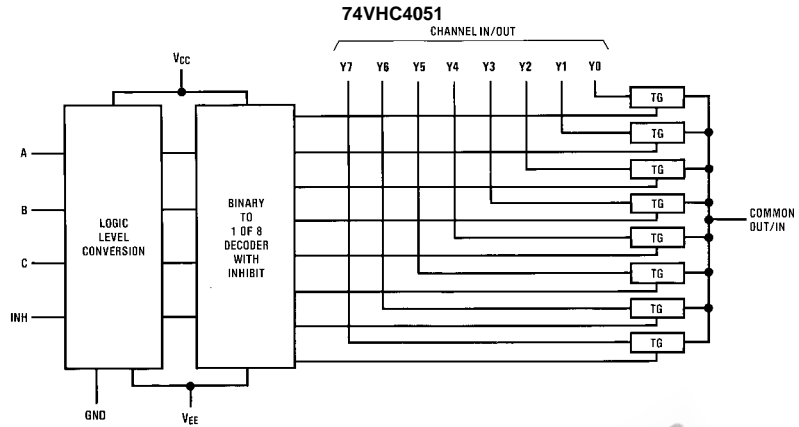 74VHC4051
CHANNEL IN/OUT
VCC
Y7 Y6 Y5 Y4 Y3 Y2 Y1 Y0
TG
TG
TG
TG
TG
TG
TG
TG
A
B
C
INH
LOGIC
LEVEL
CONVERSION
BINARY
TO
1 OF 8
DECODER
WITH
INHIBIT
COMMON
OUT/IN
GND
VEE